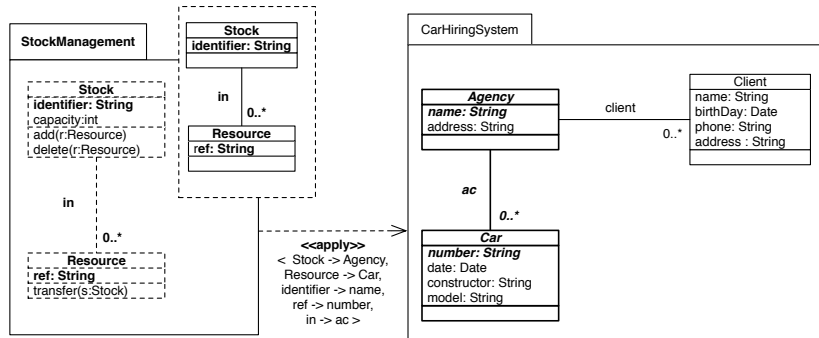 StockManagement
Stock
identifier: String
capacity:int
add(r:Resource)
delete(r:Resource)
in
0..*
Resource
ref: String
transfer(s:Stock)
Stock
identifier: String
in
0..*
Resource
ref: String
<<apply>>
< Stock -> Agency,
Resource -> Car,
identifier -> name,
ref -> number,
in -> ac >
CarHiringSystem
Agency
name: String
address: String
client
0..*
Client
name: String
birthDay: Date
phone: String
address : String
ac
0..*
Car
number: String
date: Date
constructor: String
model: String